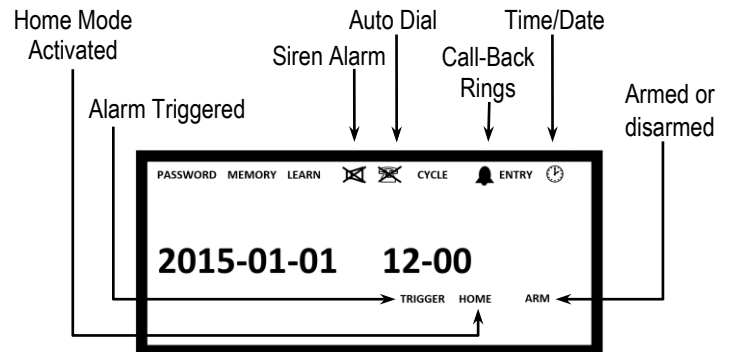 Home Mode
Activated
Auto Dial
Time/Date
Siren Alarm
Call-Back
Rings
Alarm Triggered
Armed or
disarmed
PASSWORD MEMORY LEARN CYCLE ENTRY
2015-01-01 12-00
TRIGGER HOME ARM